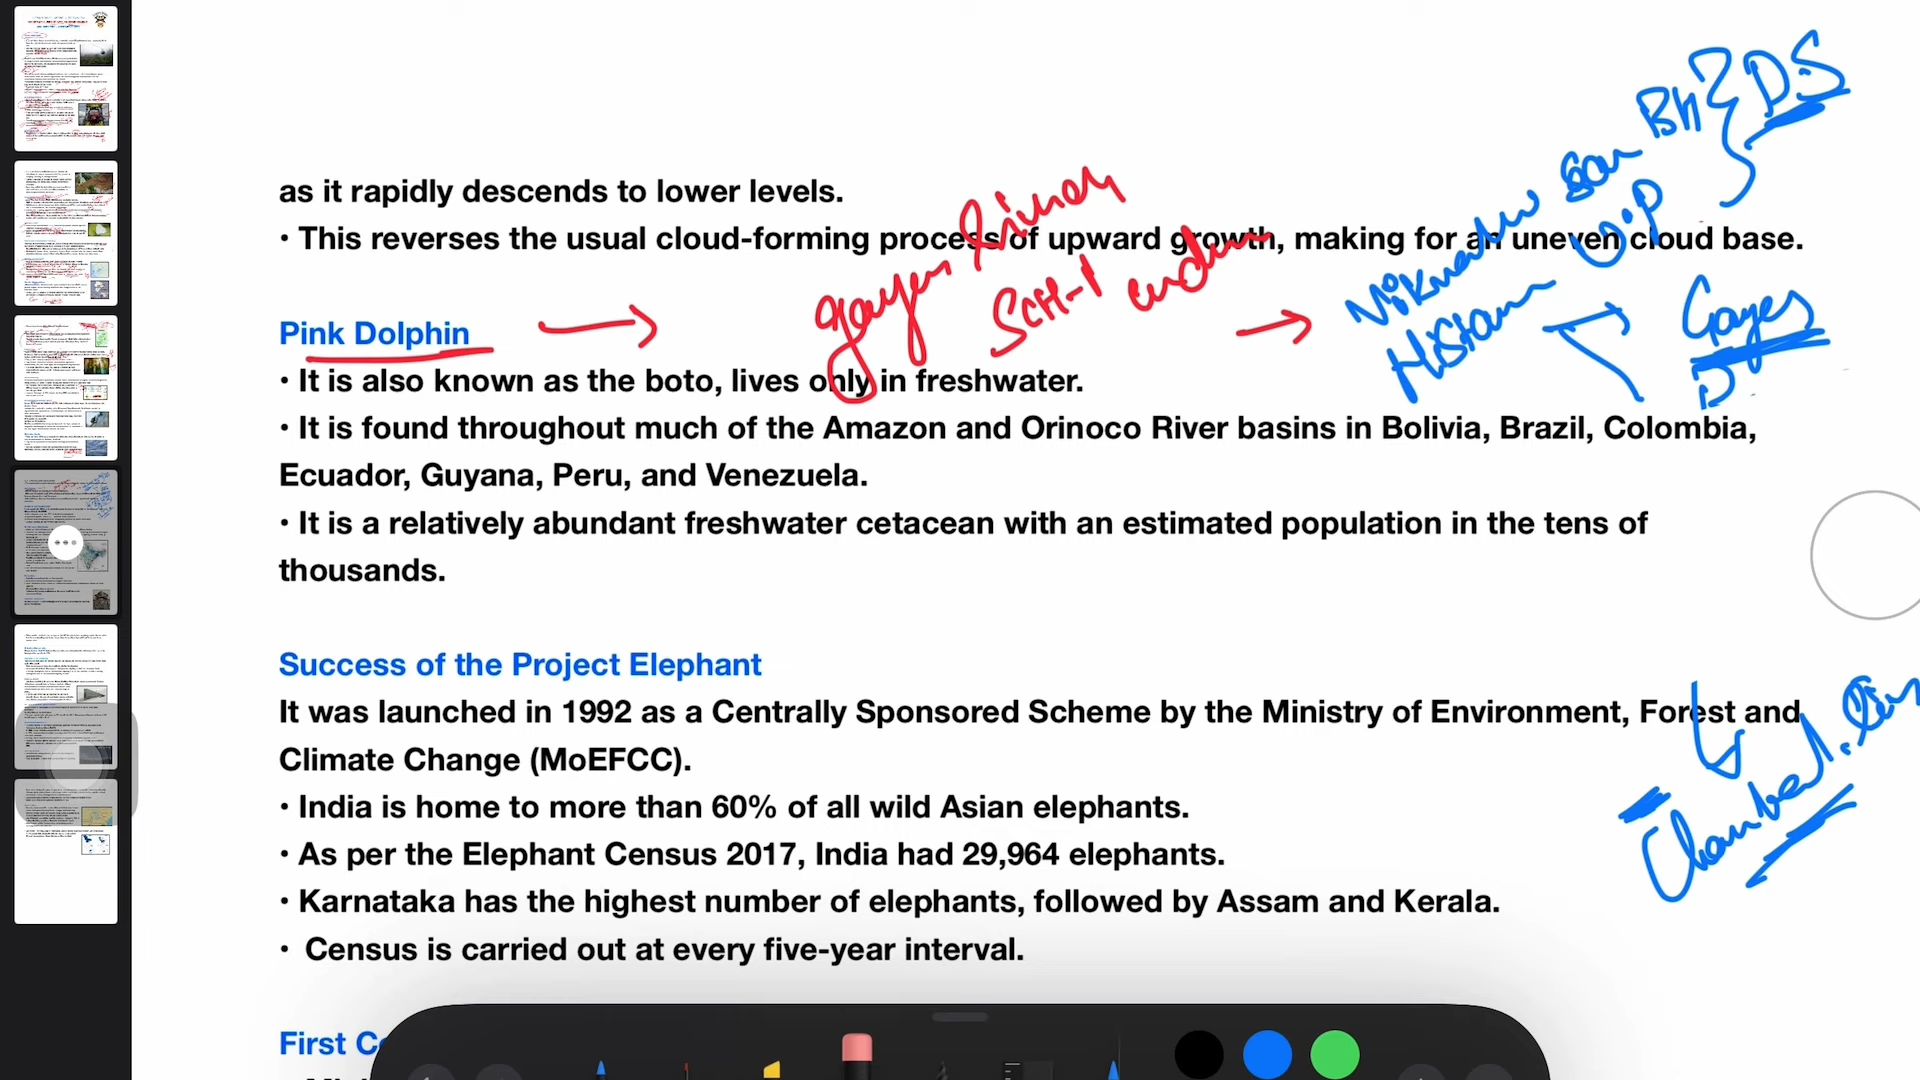 as it rapidly descends to lower levels.
• This reverses the usual cloud-forming process of upward growth, making for an uneven cloud base.
Pink Dolphin
• It is also known as the boto, lives only in freshwater.
• It is found throughout much of the Amazon and Orinoco River basins in Bolivia, Brazil, Colombia,
Ecuador, Guyana, Peru, and Venezuela.
• It is a relatively abundant freshwater cetacean with an estimated population in the tens of
thousands.
Success of the Project Elephant
It was launched in 1992 as a Centrally Sponsored Scheme by the Ministry of Environment, Forest and
Climate Change (MoEFCC).
• India is home to more than 60% of all wild Asian elephants.
• As per the Elephant Census 2017, India had 29,964 elephants.
• Karnataka has the highest number of elephants, followed by Assam and Kerala.
• Census is carried out at every five-year interval.
First
SCH-1
BH } D.S
U.P